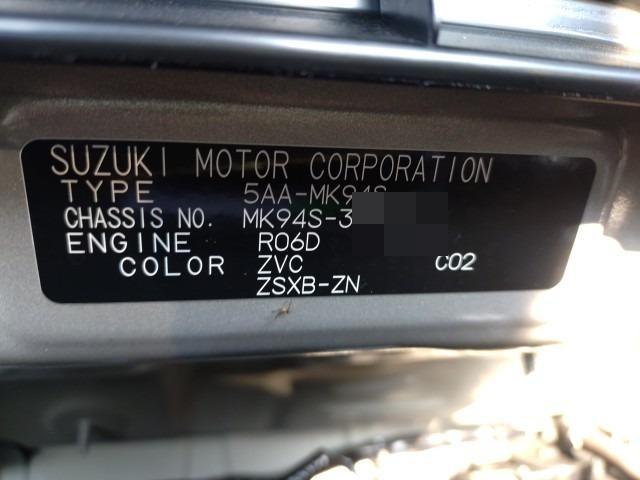 SUZUKI MOTOR CORPORATION
TYPE 5AA-MK94S
CHASSIS NO. MK94S-3
ENGINE R06D
COLOR ZVC C02
ZSXB-ZN